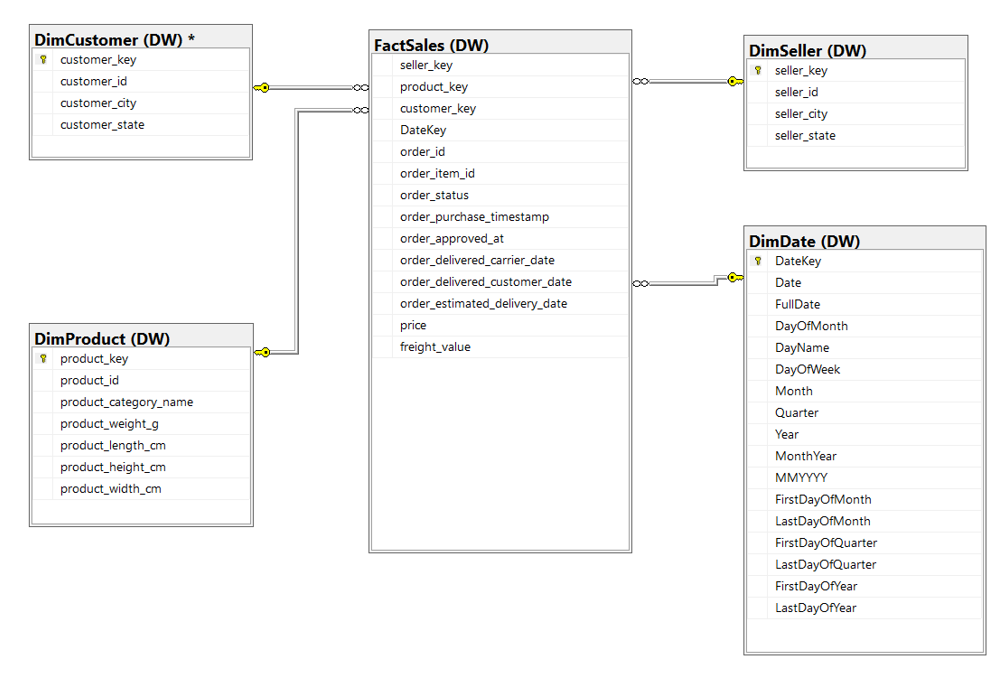 DimCustomer (DW) *
customer_key
customer_id
customer_city
customer_state
FactSales (DW)
seller_key
product_key
customer_key
DateKey
order_id
order_item_id
order_status
order_purchase_timestamp
order_approved_at
order_delivered_carrier_date
order_delivered_customer_date
order_estimated_delivery_date
price
freight_value
DimSeller (DW)
seller_key
seller_id
seller_city
seller_state
DimProduct (DW)
product_key
product_id
product_category_name
product_weight_g
product_length_cm
product_height_cm
product_width_cm
DimDate (DW)
DateKey
Date
FullDate
DayOfMonth
DayName
DayOfWeek
Month
Quarter
Year
MonthYear
MMYYYY
FirstDayOfMonth
LastDayOfMonth
FirstDayOfQuarter
LastDayOfQuarter
FirstDayOfYear
LastDayOfYear